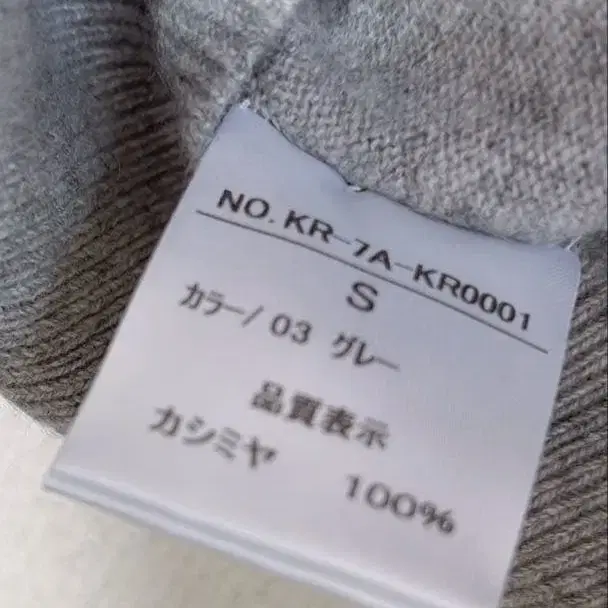 NO. KR-7A-KR0001
S
カラー/ 03 グレー
品質表示
カシミヤ 100%